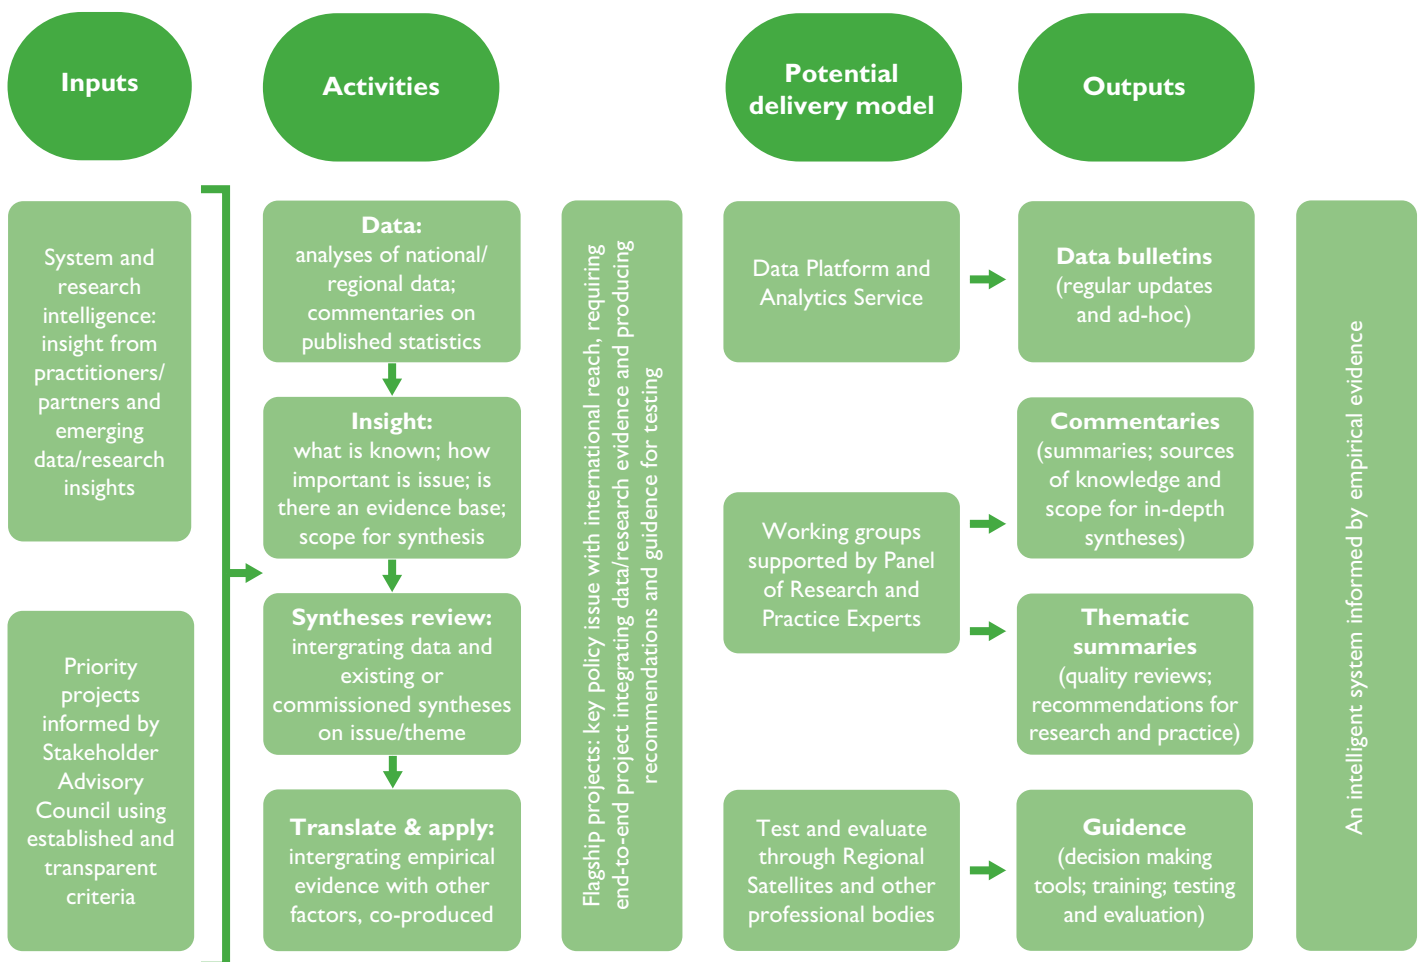 Inputs
Activities
Potential
delivery model
Outputs
System and
research
intelligence:
insight from
practitioners/
partners and
emerging
data/research
insights
Priority
projects
informed by
Stakeholder
Advisory
Council using
established and
transparent
criteria
Data:
analyses of national/
regional data;
commentaries on
published statistics
Insight:
what is known; how
important is issue; is
there an evidence base;
scope for synthesis
Syntheses review:
intergrating data and
existing or
commissioned syntheses
on issue/theme
Translate & apply:
intergrating empirical
evidence with other
factors, co-produced
Flagship projects: key policy issue with international reach, requiring
end-to-end project integrating data/research evidence and producing
recommendations and guidance for testing
Data Platform and
Analytics Service
Working groups
supported by Panel
of Research and
Practice Experts
Test and evaluate
through Regional
Satellites and other
professional bodies
Data bulletins
(regular updates
and ad-hoc)
Commentaries
(summaries; sources
of knowledge and
scope for in-depth
syntheses)
Thematic
summaries
(quality reviews;
recommendations for
research and practice)
Guidence
(decision making
tools; training; testing
and evaluation)
An intelligent system informed by empirical evidence